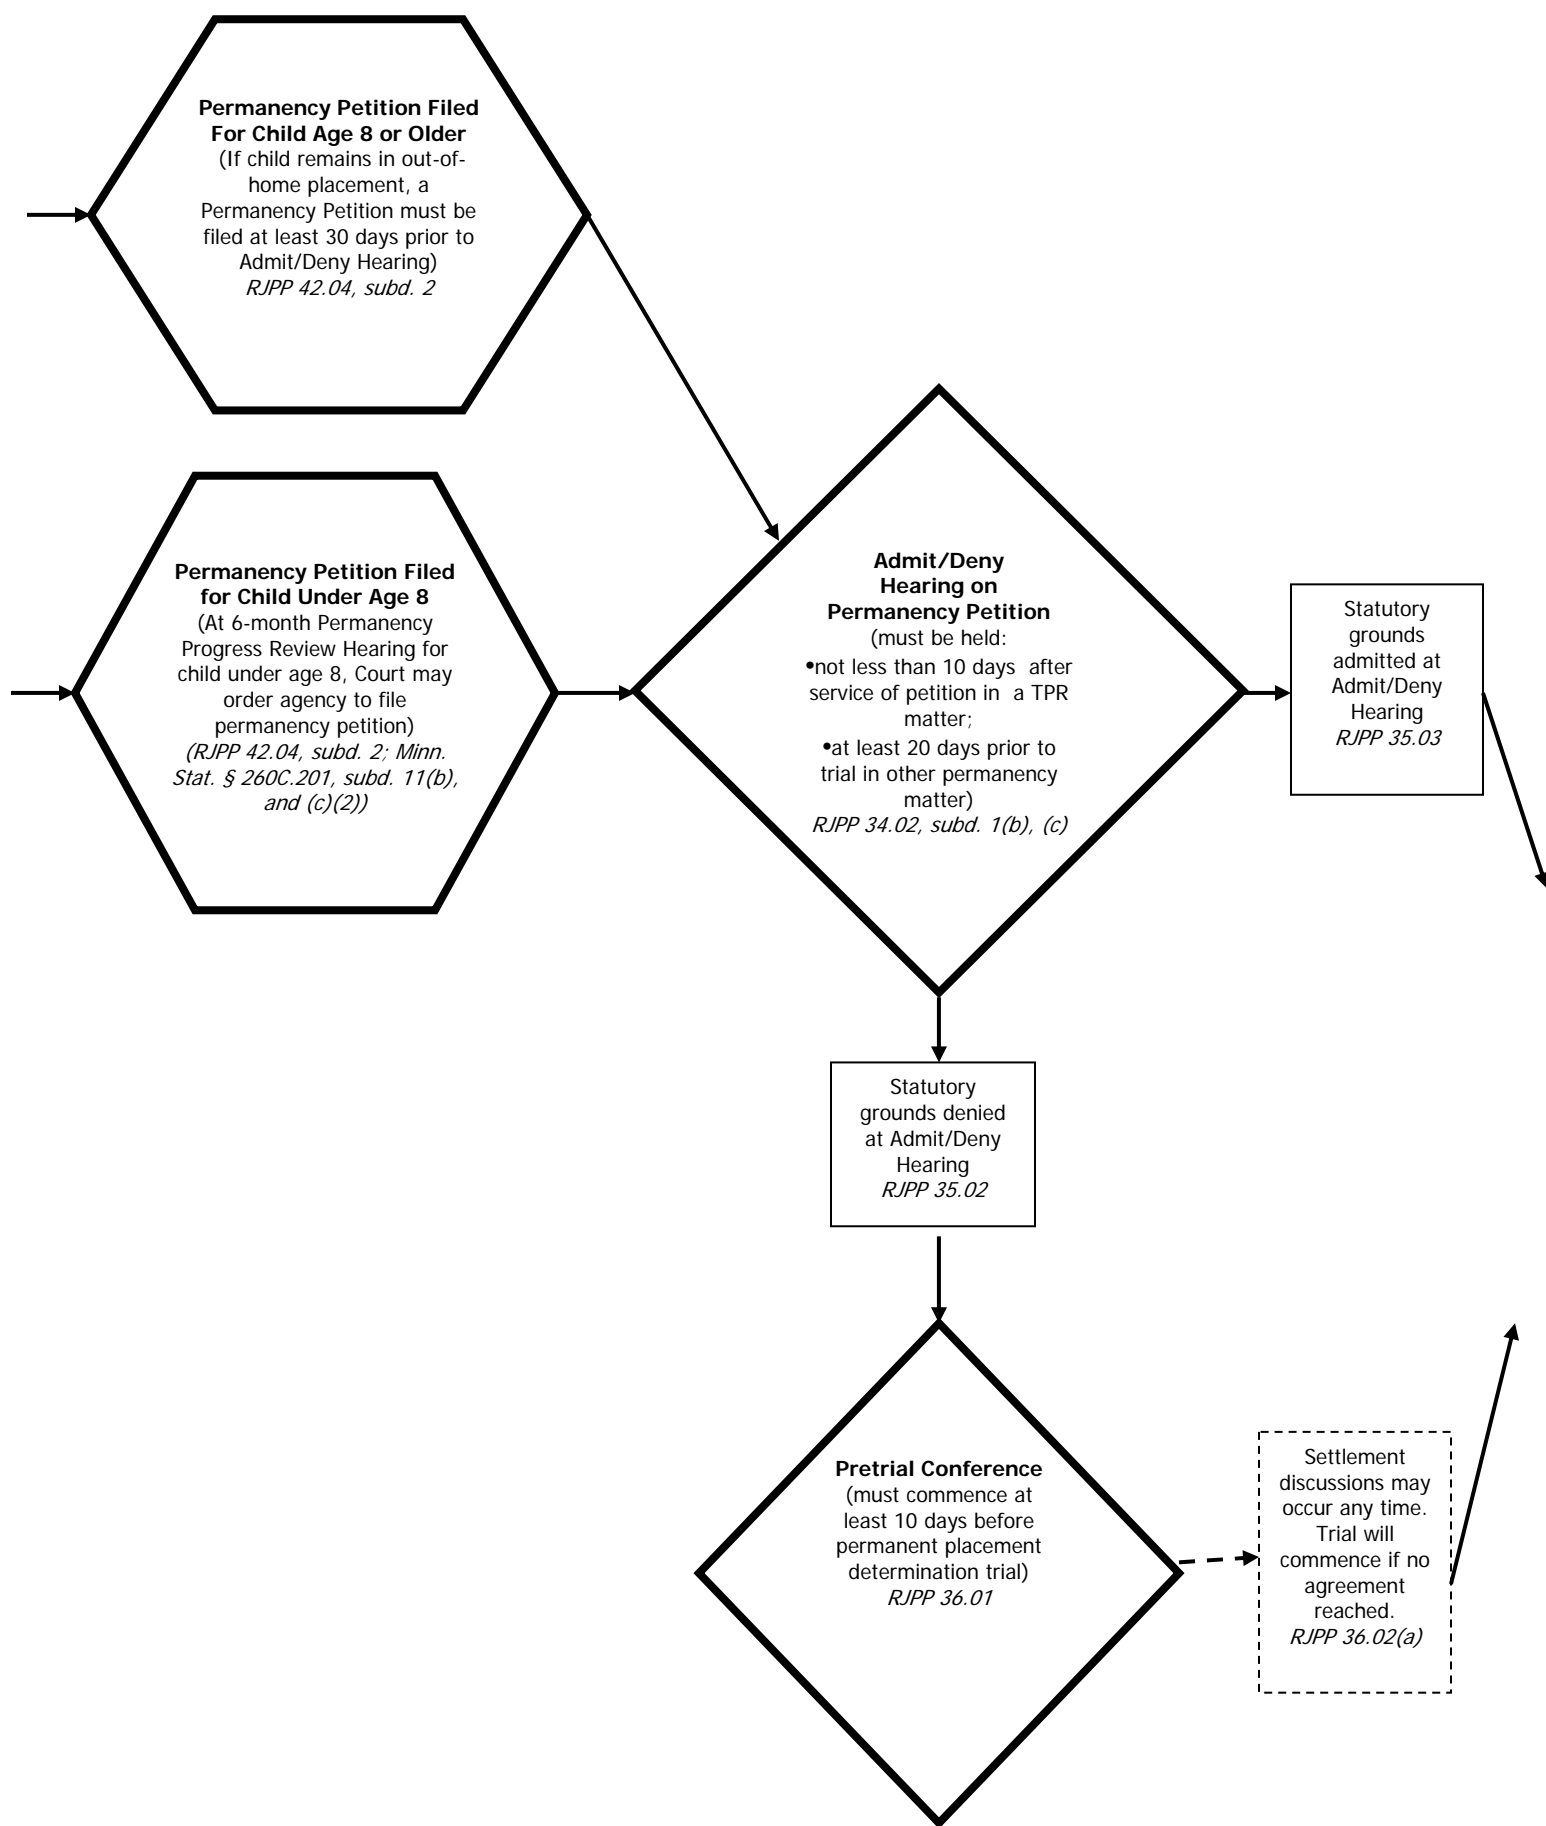 Permanency Petition Filed
For Child Age 8 or Older
(If child remains in out-of-
home placement, a
Permanency Petition must be
filed at least 30 days prior to
Admit/Deny Hearing)
RJPP 42.04, subd. 2
Permanency Petition Filed
for Child Under Age 8
(At 6-month Permanency
Progress Review Hearing for
child under age 8, Court may
order agency to file
permanency petition)
(RJPP 42.04, subd. 2; Minn.
Stat. § 260C.201, subd. 11(b),
and (c)(2))
Admit/Deny
Hearing on
Permanency Petition
(must be held:
•not less than 10 days after
service of petition in a TPR
matter;
•at least 20 days prior to
trial in other permanency
matter)
RJPP 34.02, subd. 1(b), (c)
Statutory
grounds
admitted at
Admit/Deny
Hearing
RJPP 35.03
Statutory
grounds denied
at Admit/Deny
Hearing
RJPP 35.02
Pretrial Conference
(must commence at
least 10 days before
permanent placement
determination trial)
RJPP 36.01
Settlement
discussions may
occur any time.
Trial will
commence if no
agreement
reached.
RJPP 36.02(a)